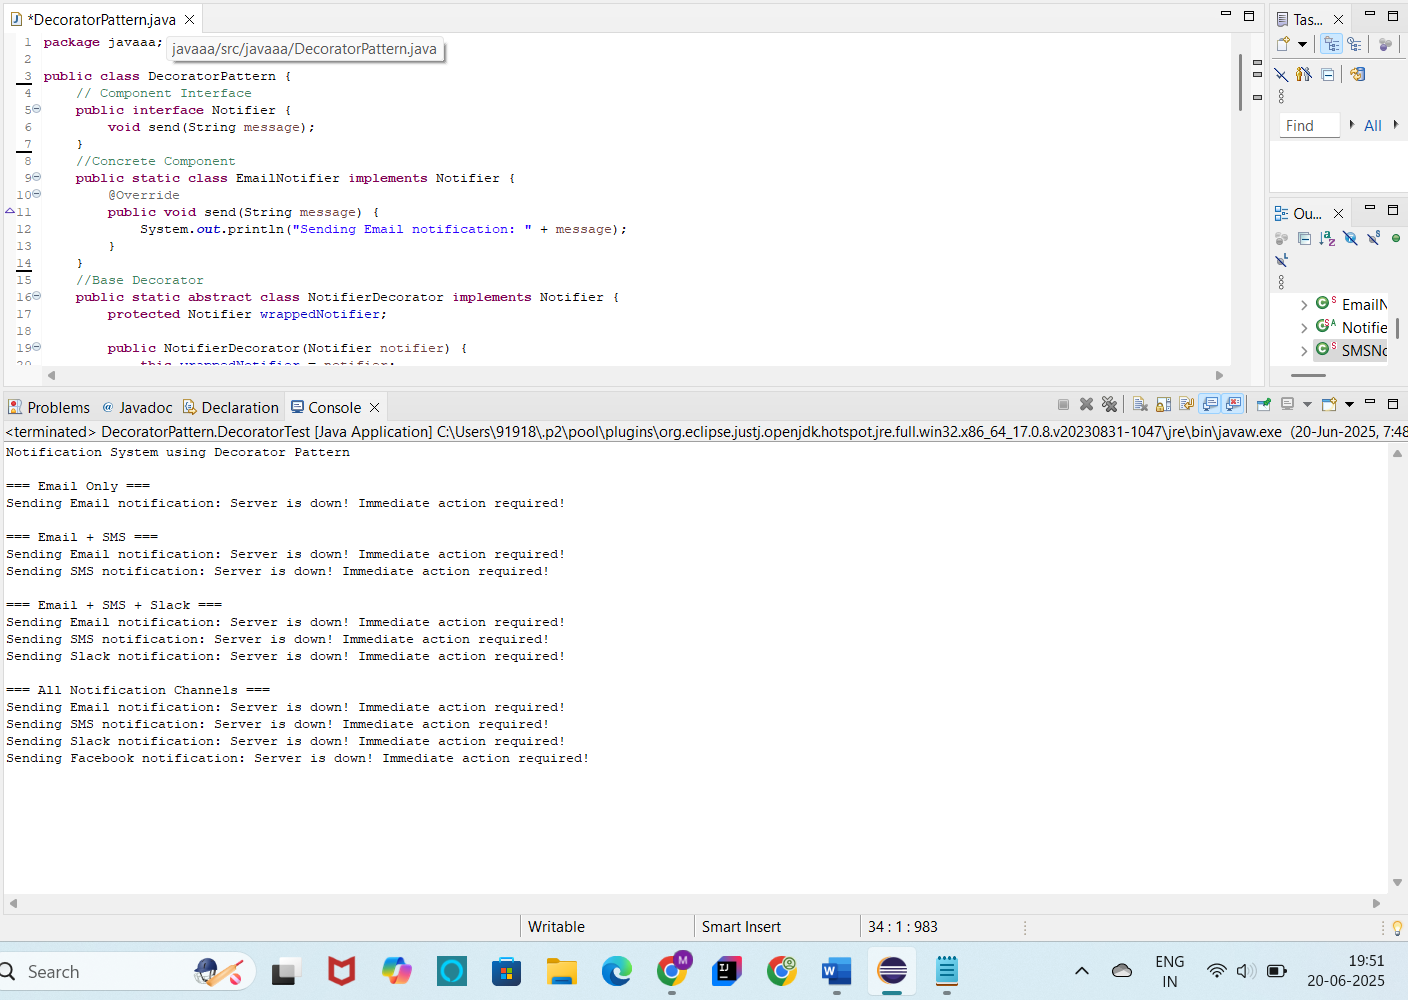 *DecoratorPattern.java
Tas...
1 package javaaa;
javaaa/src/javaaa/DecoratorPattern.java
2
3 public class DecoratorPattern {
4 // Component Interface
5 public interface Notifier {
6 void send(String message);
7 }
8 //Concrete Component
9 public static class EmailNotifier implements Notifier {
10 @Override
11 public void send(String message) {
12 System.out.println("Sending Email notification: " + message);
13 }
14 }
15 //Base Decorator
16 public static abstract class NotifierDecorator implements Notifier {
17 protected Notifier wrappedNotifier;
18
19 public NotifierDecorator(Notifier notifier) {
20 this.wrappedNotifier = notifier;
Find All
Ou...
EmailN
Notifie
SMSNo
Problems @ Javadoc Declaration Console
<terminated> DecoratorPattern.DecoratorTest [Java Application] C:\Users\91918\.p2\pool\plugins\org.eclipse.justj.openjdk.hotspot.jre.full.win32.x86_64_17.0.8.v20230831-1047\jre\bin\javaw.exe (20-Jun-2025, 7:48
Notification System using Decorator Pattern
=== Email Only ===
Sending Email notification: Server is down! Immediate action required!
=== Email + SMS ===
Sending Email notification: Server is down! Immediate action required!
Sending SMS notification: Server is down! Immediate action required!
=== Email + SMS + Slack ===
Sending Email notification: Server is down! Immediate action required!
Sending SMS notification: Server is down! Immediate action required!
Sending Slack notification: Server is down! Immediate action required!
=== All Notification Channels ===
Sending Email notification: Server is down! Immediate action required!
Sending SMS notification: Server is down! Immediate action required!
Sending Slack notification: Server is down! Immediate action required!
Sending Facebook notification: Server is down! Immediate action required!
Writable Smart Insert 34 : 1 : 983
Search
ENG
IN
19:51
20-06-2025